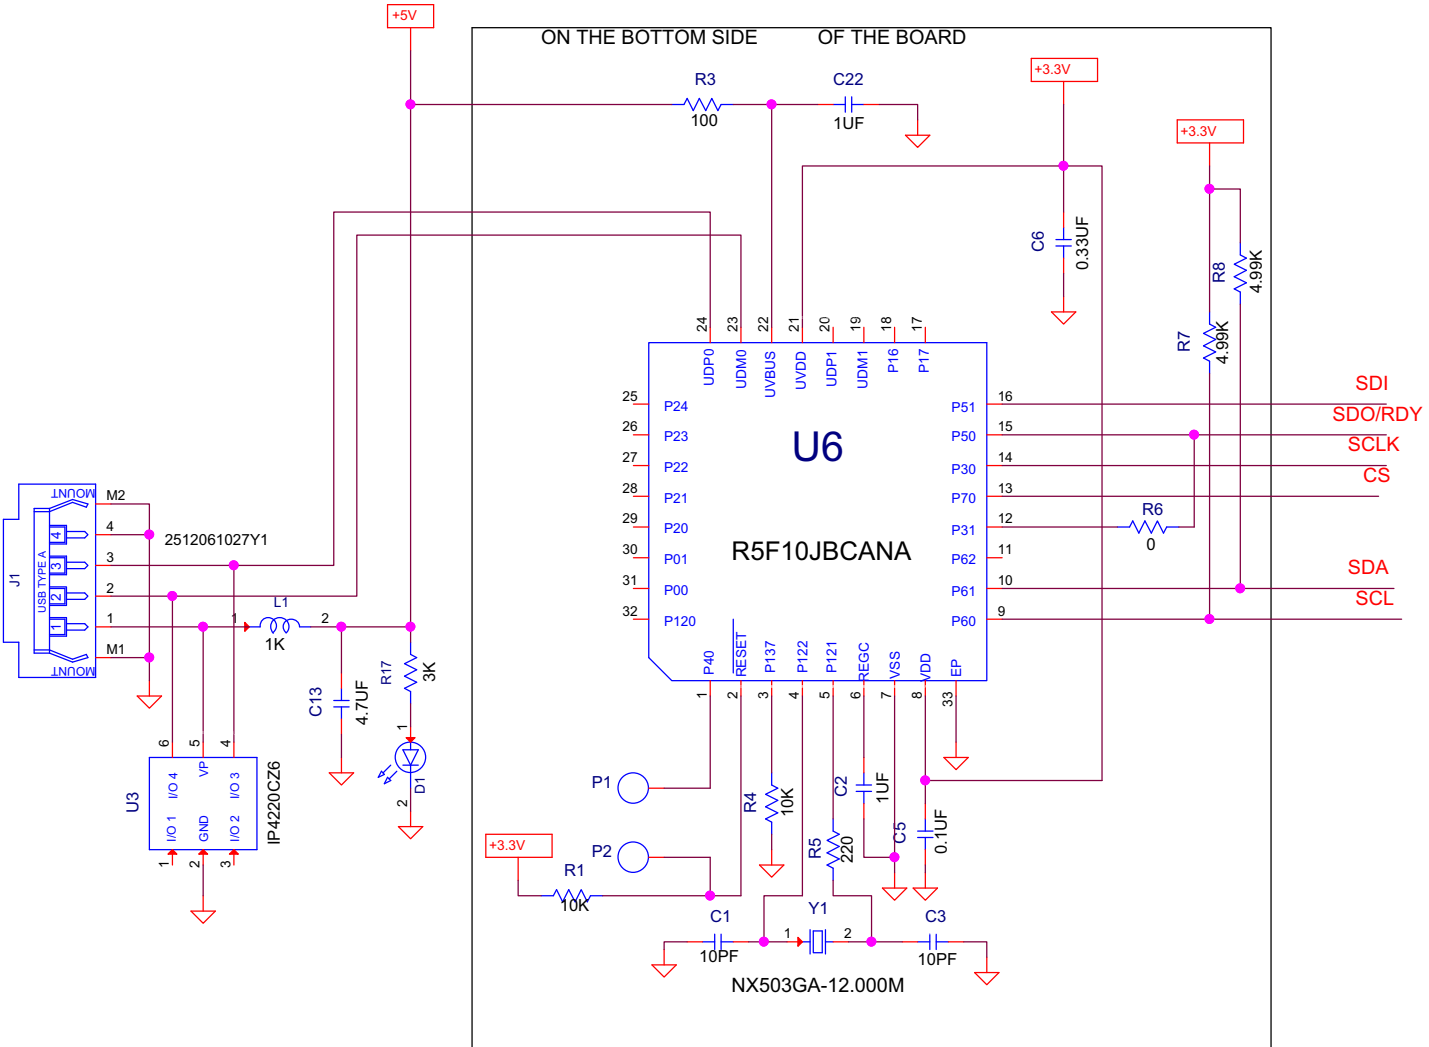 +5V
ON THE BOTTOM SIDE OF THE BOARD
R3
100
C22
1UF
+3.3V
+3.3V
C6
0.33UF
R8
4.99K
R7
4.99K
24 23 22 21 20 19 18 17
UDP0 UDM0 UVBUS UVDD UDP1 UDM1 P16 P17
25 P24
26 P23
27 P22
28 P21
29 P20
30 P01
31 P00
32 P120
U6
R5F10JBCANA
P51 16
P50 15
P30 14
P70 13
P31 12
P62 11
P61 10
P60 9
SDI
SDO/RDY
SCLK
CS
R6
0
SDA
SCL
P40 RESET P137 P122 P121 REGC VSS VDD EP
1 2 3 4 5 6 7 8 33
J1
USB TYPE A
MOUNT
M2
4 4
3 3
2 2
1 1
M1
MOUNT
2512061027Y1
L1
1 2
1K
C13
4.7UF
R17
3K
1
D1
2
6 5 4
I/O 4 VP I/O 3
U3
IP4220CZ6
I/O 1 GND I/O 2
1 2 3
P1
P2
+3.3V
R1
10K
R4
10K
R5
220
C2
1UF
C5
0.1UF
C1
10PF
Y1
1 2
C3
10PF
NX503GA-12.000M